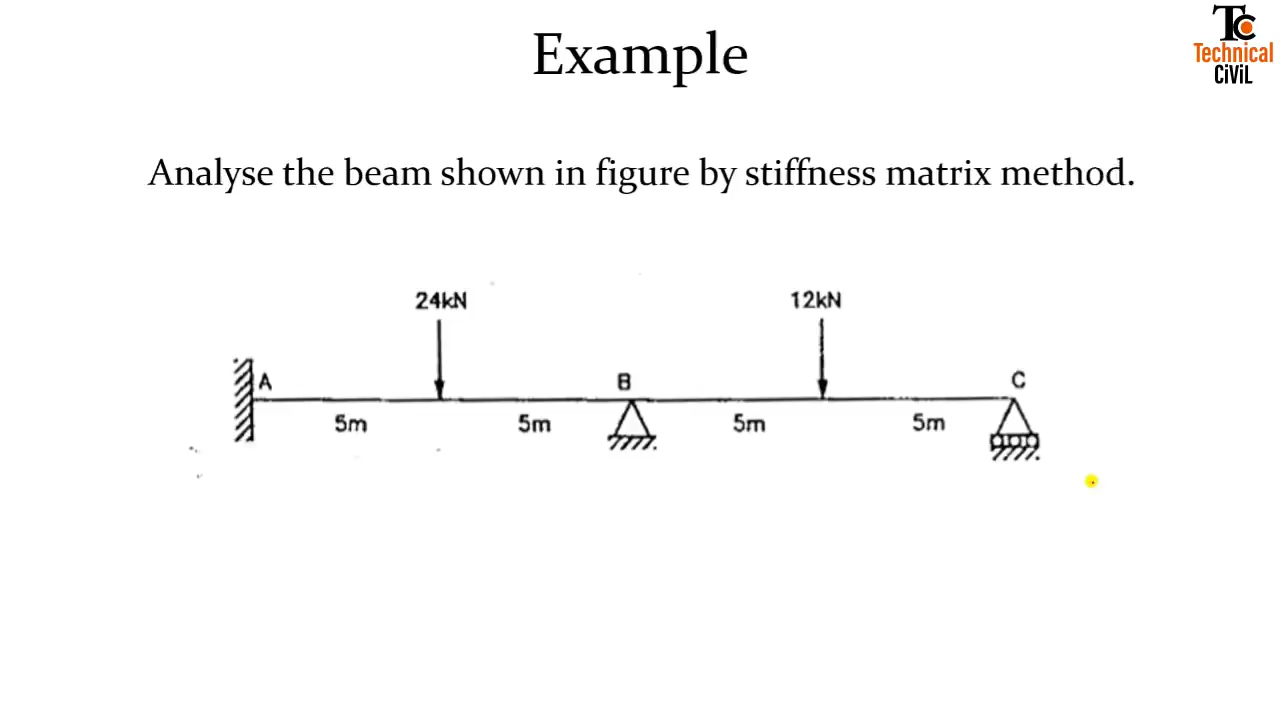 Example
TC
Technical
CiViL
Analyse the beam shown in figure by stiffness matrix method.
24kN 12kN
A B C
5m 5m 5m 5m